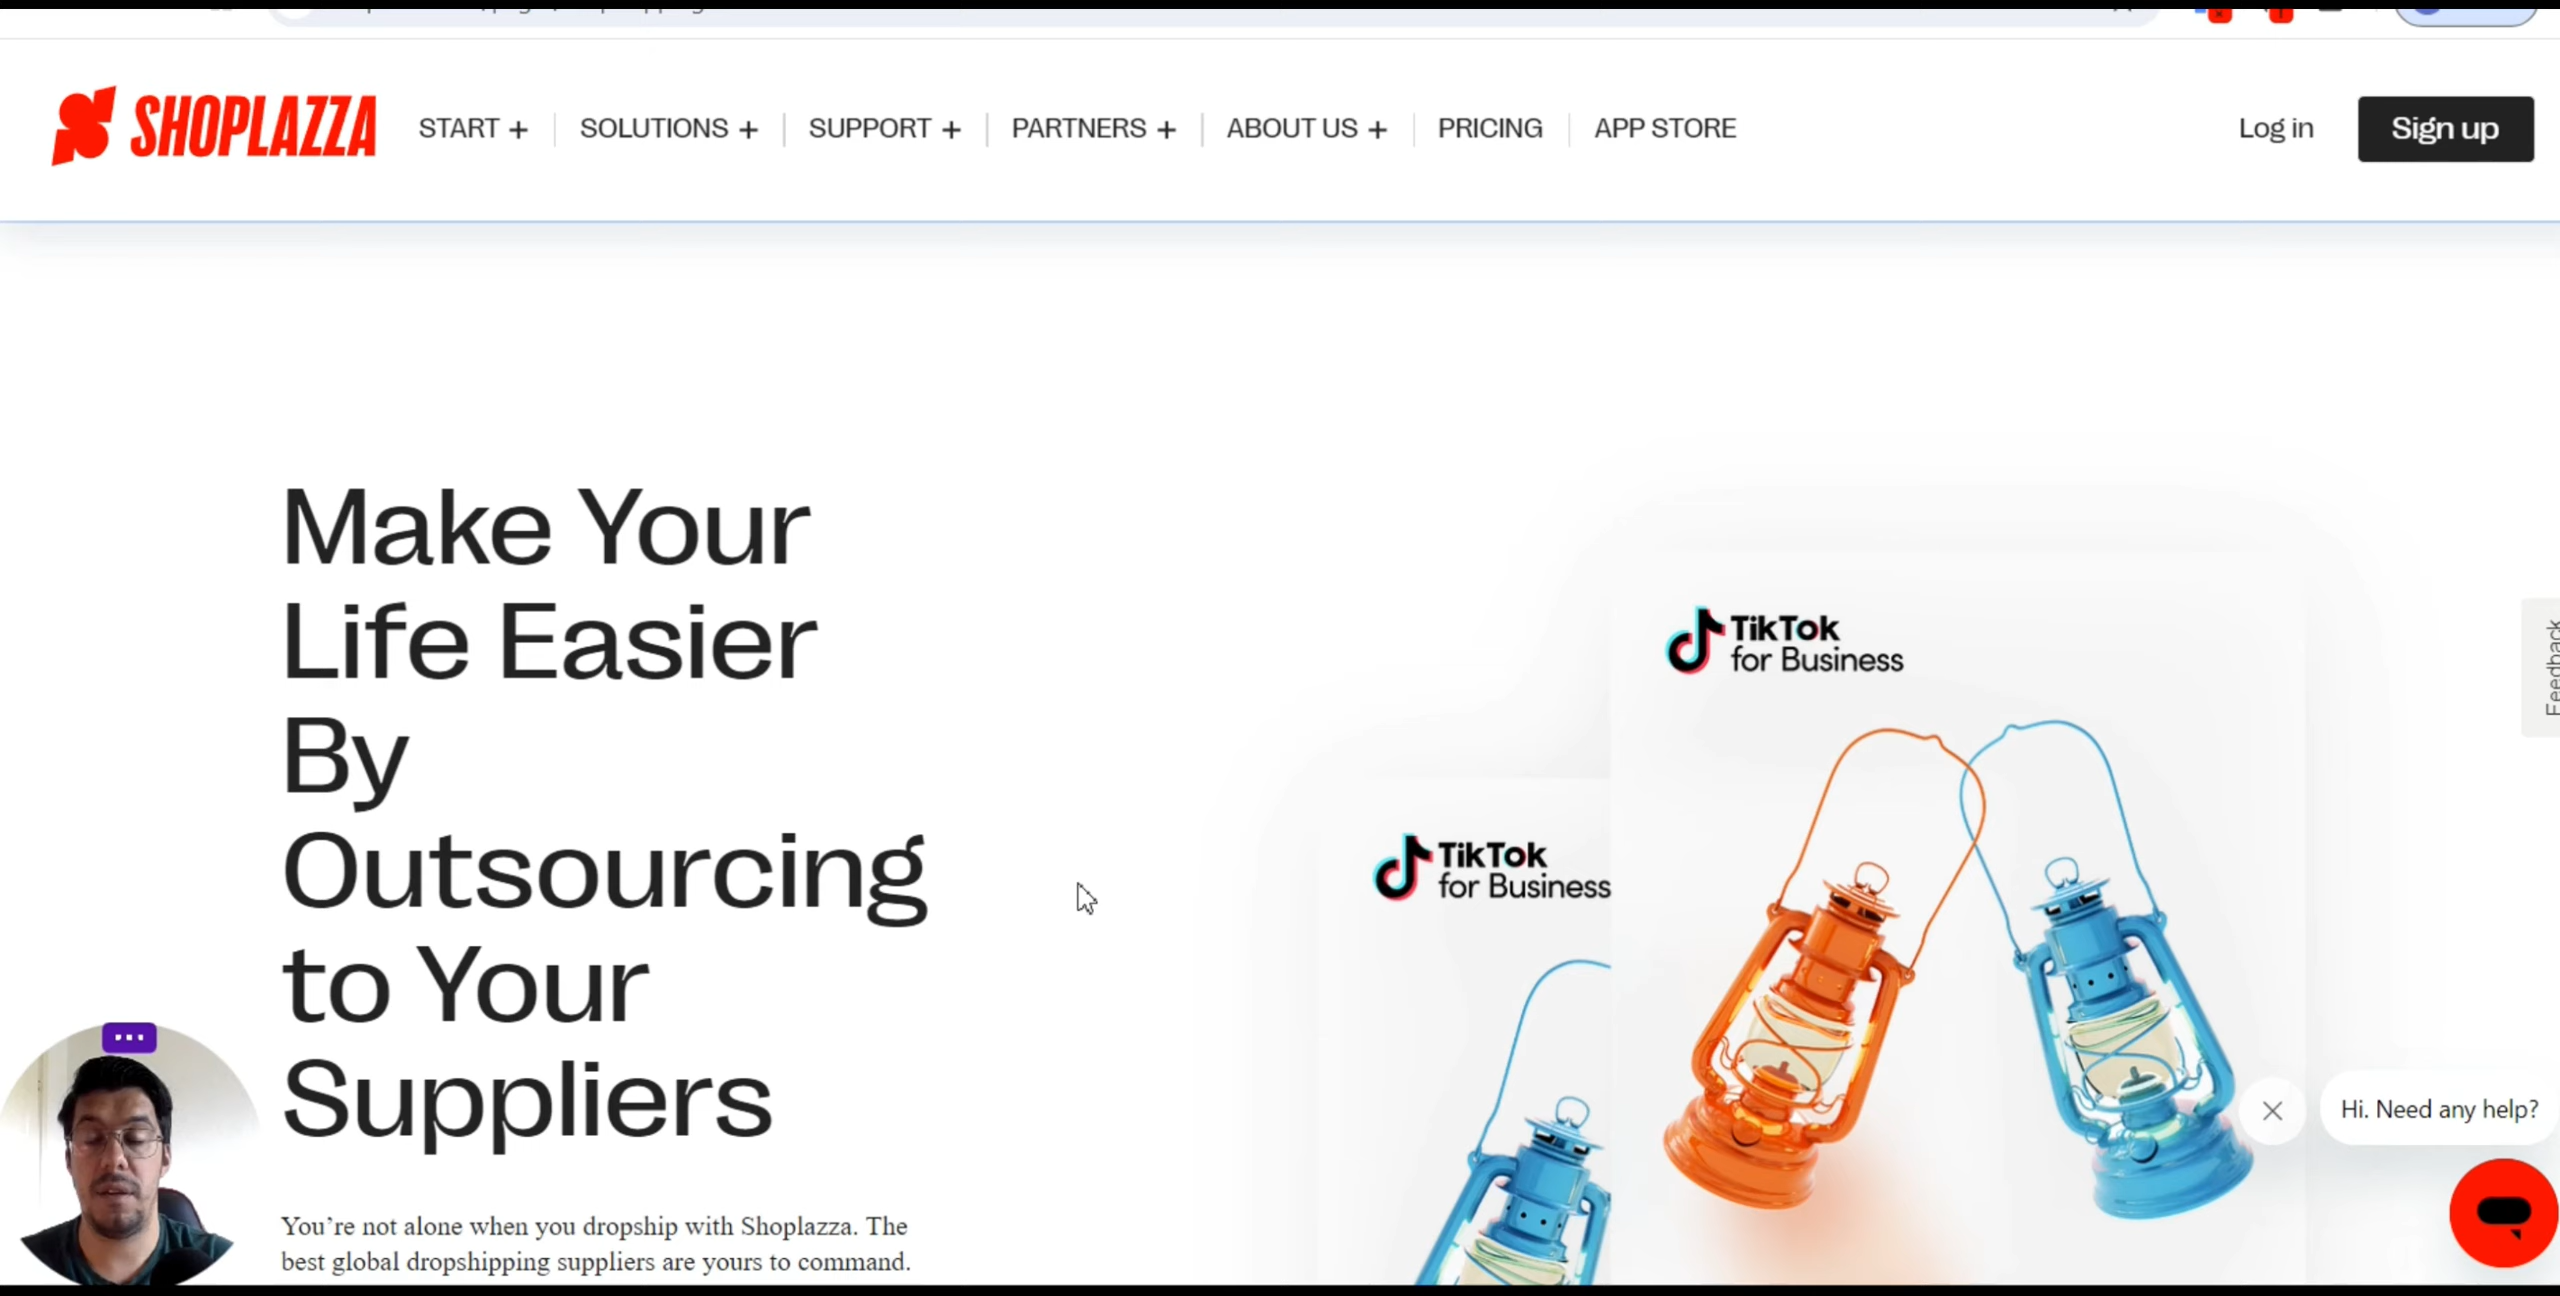 SHOPLAZZA
START +
SOLUTIONS +
SUPPORT +
PARTNERS +
ABOUT US +
PRICING
APP STORE
Log in
Sign up
Make Your
Life Easier
By
Outsourcing
to Your
Suppliers
You’re not alone when you dropship with Shoplazza. The
best global dropshipping suppliers are yours to command.
TikTok
for Business
TikTok
for Business
Feedback
Hi. Need any help?